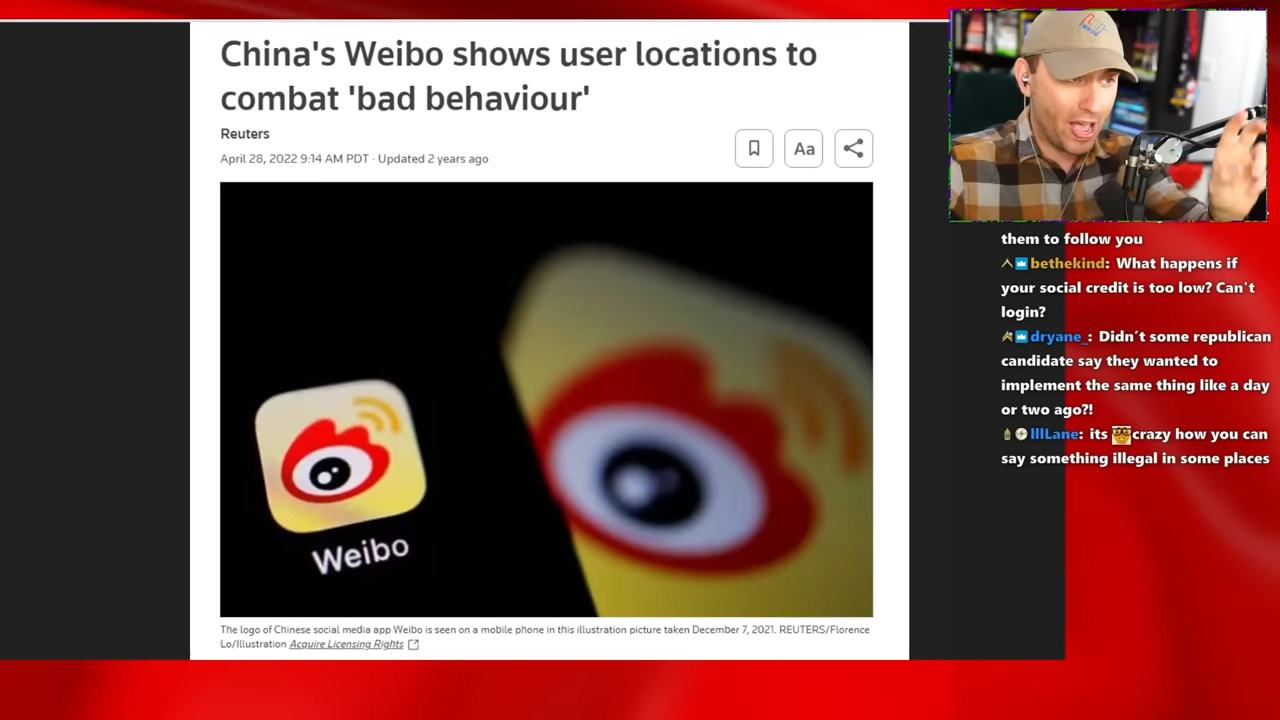 China's Weibo shows user locations to
combat 'bad behaviour'
Reuters
April 28, 2022 9:14 AM PDT · Updated 2 years ago
Aa
Weibo
The logo of Chinese social media app Weibo is seen on a mobile phone in this illustration picture taken December 7, 2021. REUTERS/Florence
Lo/Illustration Acquire Licensing Rights
them to follow you
bethekind: What happens if
your social credit is too low? Can't
login?
dryane_: Didn´t some republican
candidate say they wanted to
implement the same thing like a day
or two ago?!
lllLane: its crazy how you can
say something illegal in some places